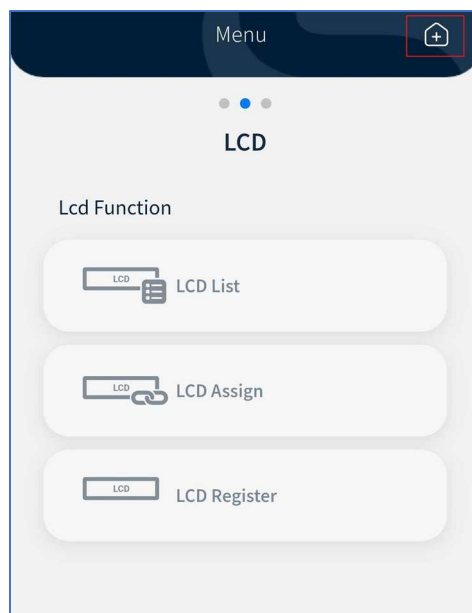 Menu
LCD
Lcd Function
LCD
LCD List
LCD
LCD Assign
LCD
LCD Register